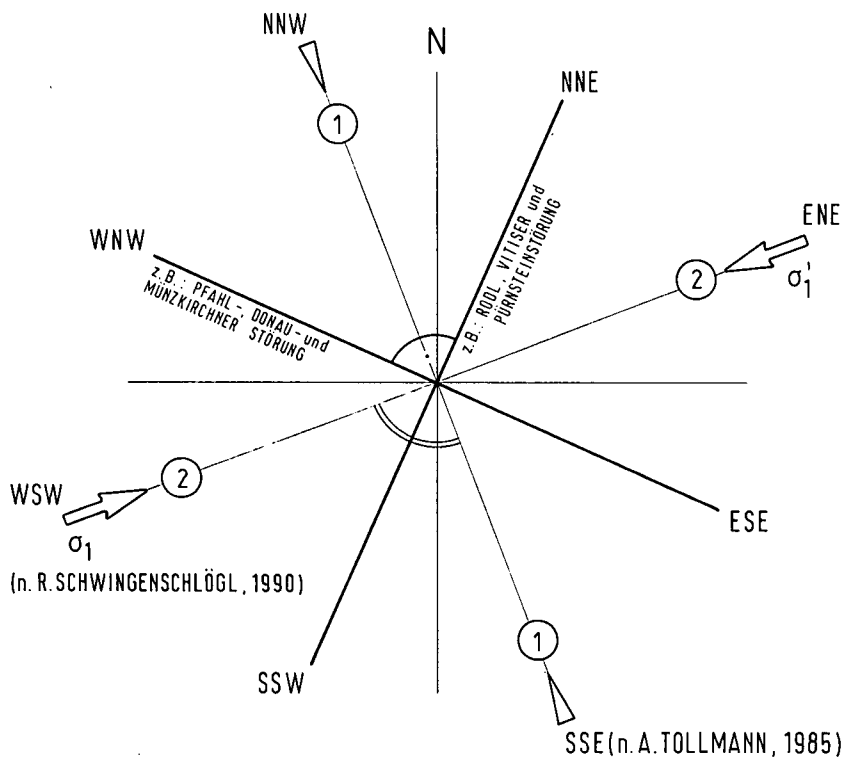 NNW
N
NNE
1
ENE
WNW
z.B.: RODL, VITISER und
PÜRNSTEINSTÖRUNG
2
σ₁'
z.B.: PFAHL-, DONAU- und
MÜNZKIRCHNER STÖRUNG
2
WSW
ESE
σ₁
(n. R. SCHWINGENSCHLÖGL, 1990)
1
SSW
SSE (n. A. TOLLMANN, 1985)